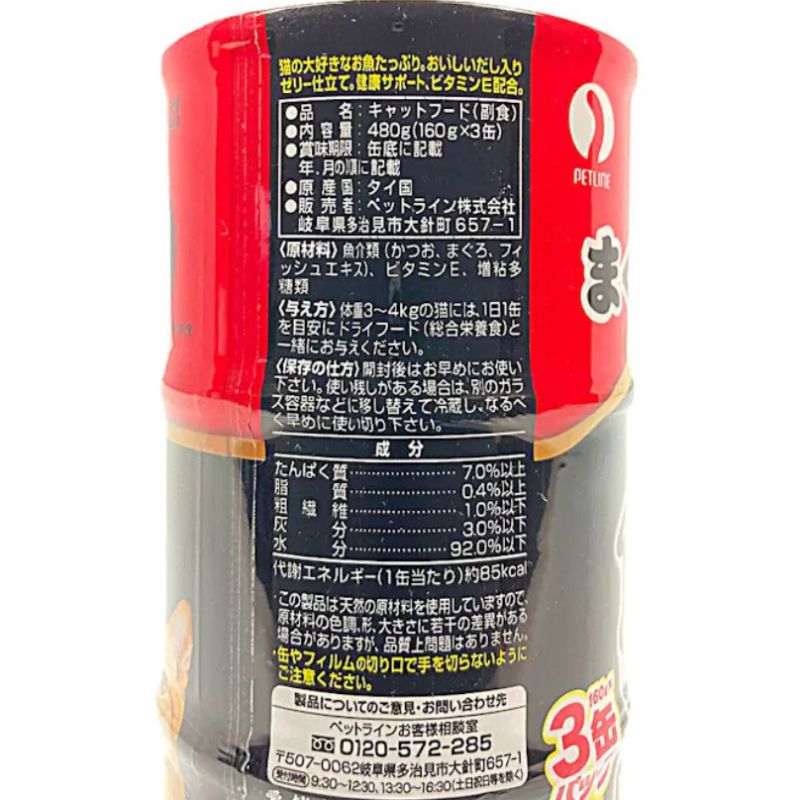 猫の大好きなお魚たっぷり。おいしいだし入り
ゼリー仕立て。健康サポート、ビタミンE配合。
●品 名：キャットフード(副食)
●内 容 量：480g(160g×3缶)
●賞味期限：缶底に記載
年、月の順に記載
●原 産 国：タイ国
●販 売 者：ペットライン株式会社
岐阜県多治見市大針町657-1
〈原材料〉魚介類(かつお、まぐろ、フィ
ッシュエキス)、ビタミンE、増粘多
糖類
〈与え方〉体重3～4kgの猫には、1日1缶
を目安にドライフード(総合栄養食)と
一緒にお与えください。
〈保存の仕方〉開封後はお早めにお使い
下さい。使い残しがある場合は、別のガラ
ス容器などに移し替えて冷蔵し、なるべ
く早めに使い切り下さい。
成 分
たんぱく質 7.0%以上
脂 質 0.4%以上
粗 繊 維 1.0%以下
灰 分 3.0%以下
水 分 92.0%以下
代謝エネルギー(1缶当たり)約85kcal
この製品は天然の原材料を使用していますので、
原材料の色調、形、大きさに若干の差異がある
場合がありますが、品質上問題はありません。
・缶やフィルムの切り口で手を切らないように
ご注意ください。
製品についてのご意見・お問い合わせ先
ペットラインお客様相談室
0120-572-285
〒507-0062岐阜県多治見市大針町657-1
受付時間 9:30～12:30、13:30～16:30(土日祝日等を除く)
PETLINE
ま
160g
3缶
パック